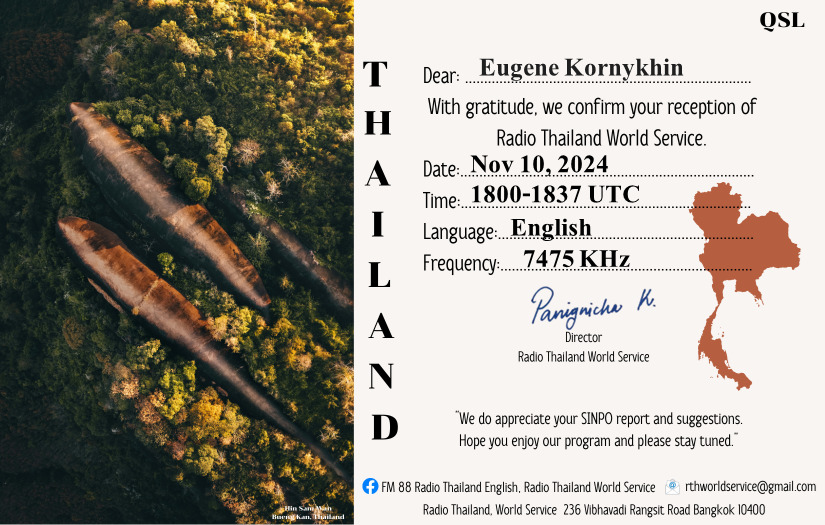 QSL
THAILAND
Dear: Eugene Kornykhin
With gratitude, we confirm your reception of
Radio Thailand World Service.
Date: Nov 10, 2024
Time: 1800-1837 UTC
Language: English
Frequency: 7475 KHz
Panignicha K.
Director
Radio Thailand World Service
"We do appreciate your SINPO report and suggestions.
Hope you enjoy our program and please stay tuned."
FM 88 Radio Thailand English, Radio Thailand World Service rthworldservice@gmail.com
Radio Thailand, World Service 236 Vibhavadi Rangsit Road Bangkok 10400
Hin Sam Wan
Bueng Kan, Thailand